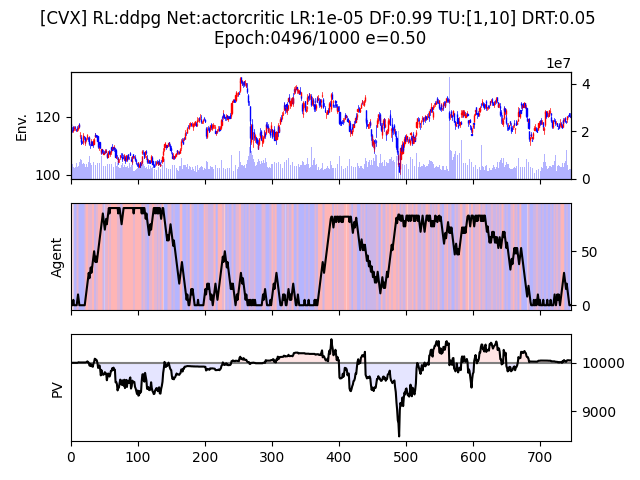 [CVX] RL:ddpg Net:actorcritic LR:1e-05 DF:0.99 TU:[1,10] DRT:0.05
Epoch:0496/1000 e=0.50
1e7
Env.
120
100
4
2
0
Agent
50
0
PV
10000
9000
0 100 200 300 400 500 600 700